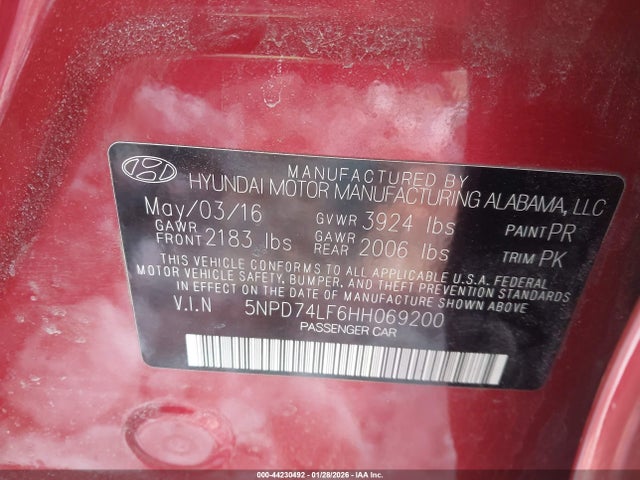 MANUFACTURED BY
HYUNDAI MOTOR MANUFACTURING ALABAMA, LLC
May/03/16 GVWR 3924 lbs PAINT PR
GAWR FRONT 2183 lbs GAWR REAR 2006 lbs TRIM PK
THIS VEHICLE CONFORMS TO ALL APPLICABLE U.S.A. FEDERAL
MOTOR VEHICLE SAFETY, BUMPER, AND THEFT PREVENTION STANDARDS
IN EFFECT ON THE DATE OF MANUFACTURE SHOWN ABOVE.
V.I.N 5NPD74LF6HH069200
PASSENGER CAR
000-44230492 - 01/28/2026 - IAA Inc.